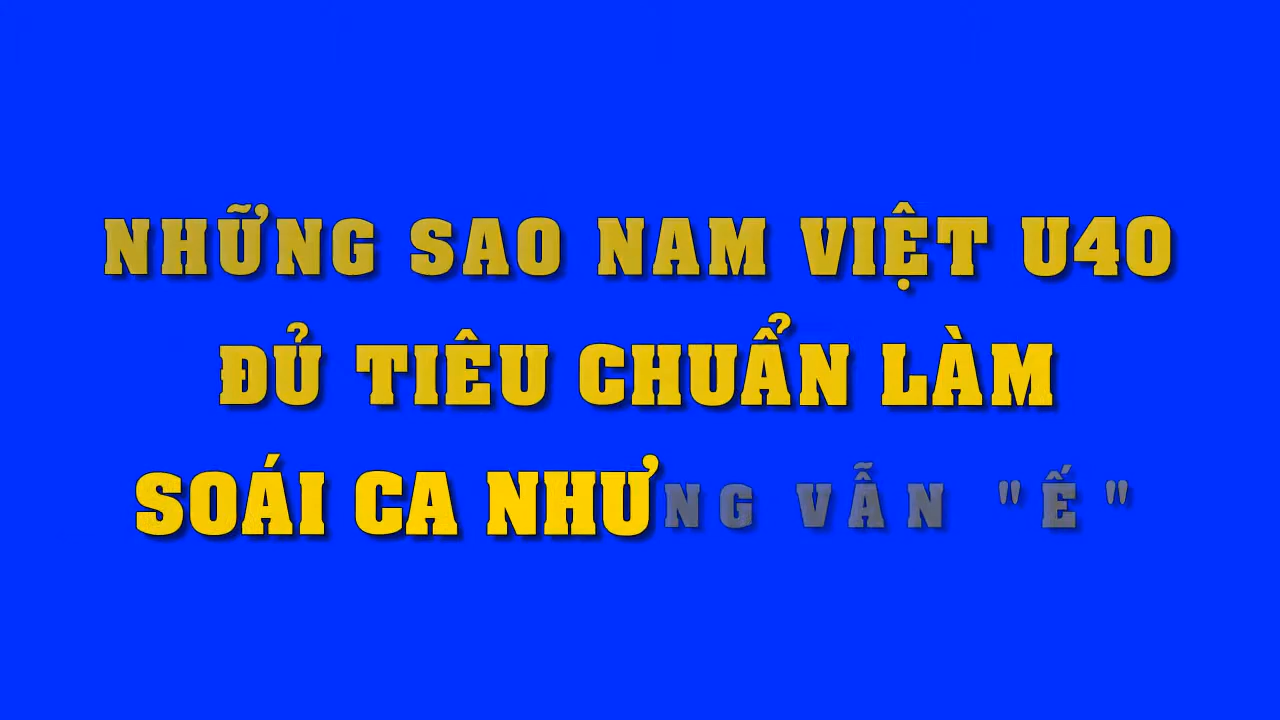 NHỮNG SAO NAM VIỆT U40
ĐỦ TIÊU CHUẨN LÀM
SOÁI CA NHƯNG VẪN "Ế"